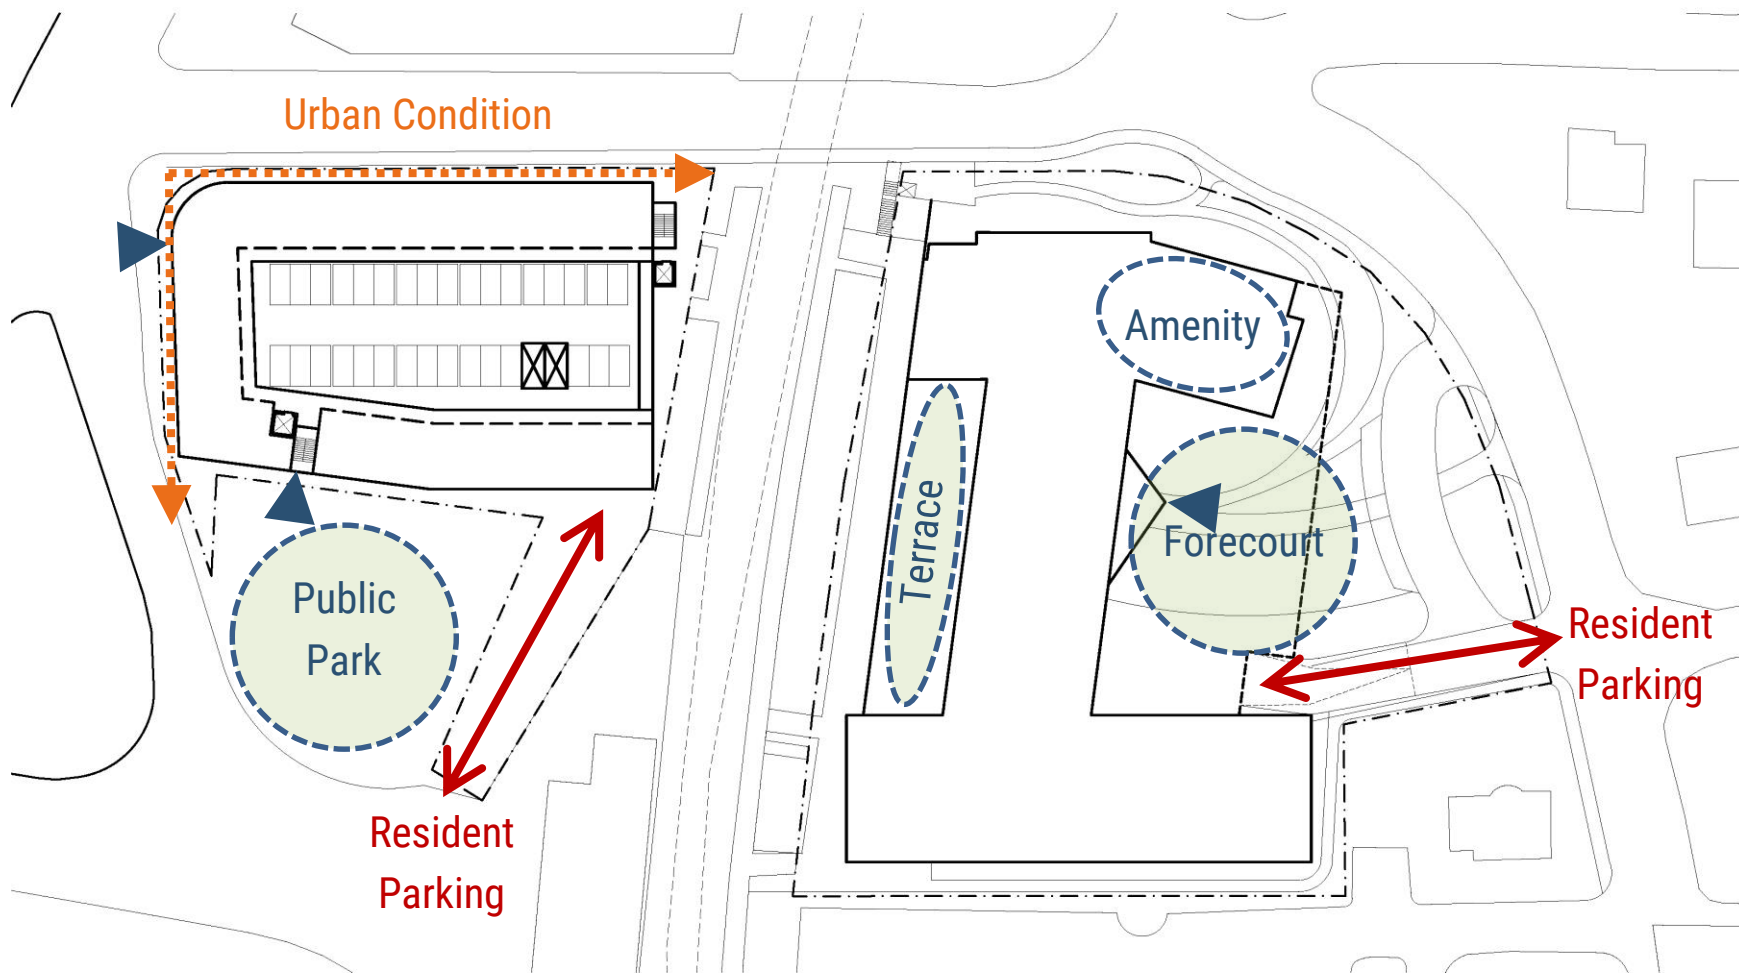 Urban Condition
Amenity
Terrace
Forecourt
Public
Park
Resident
Parking
Resident
Parking